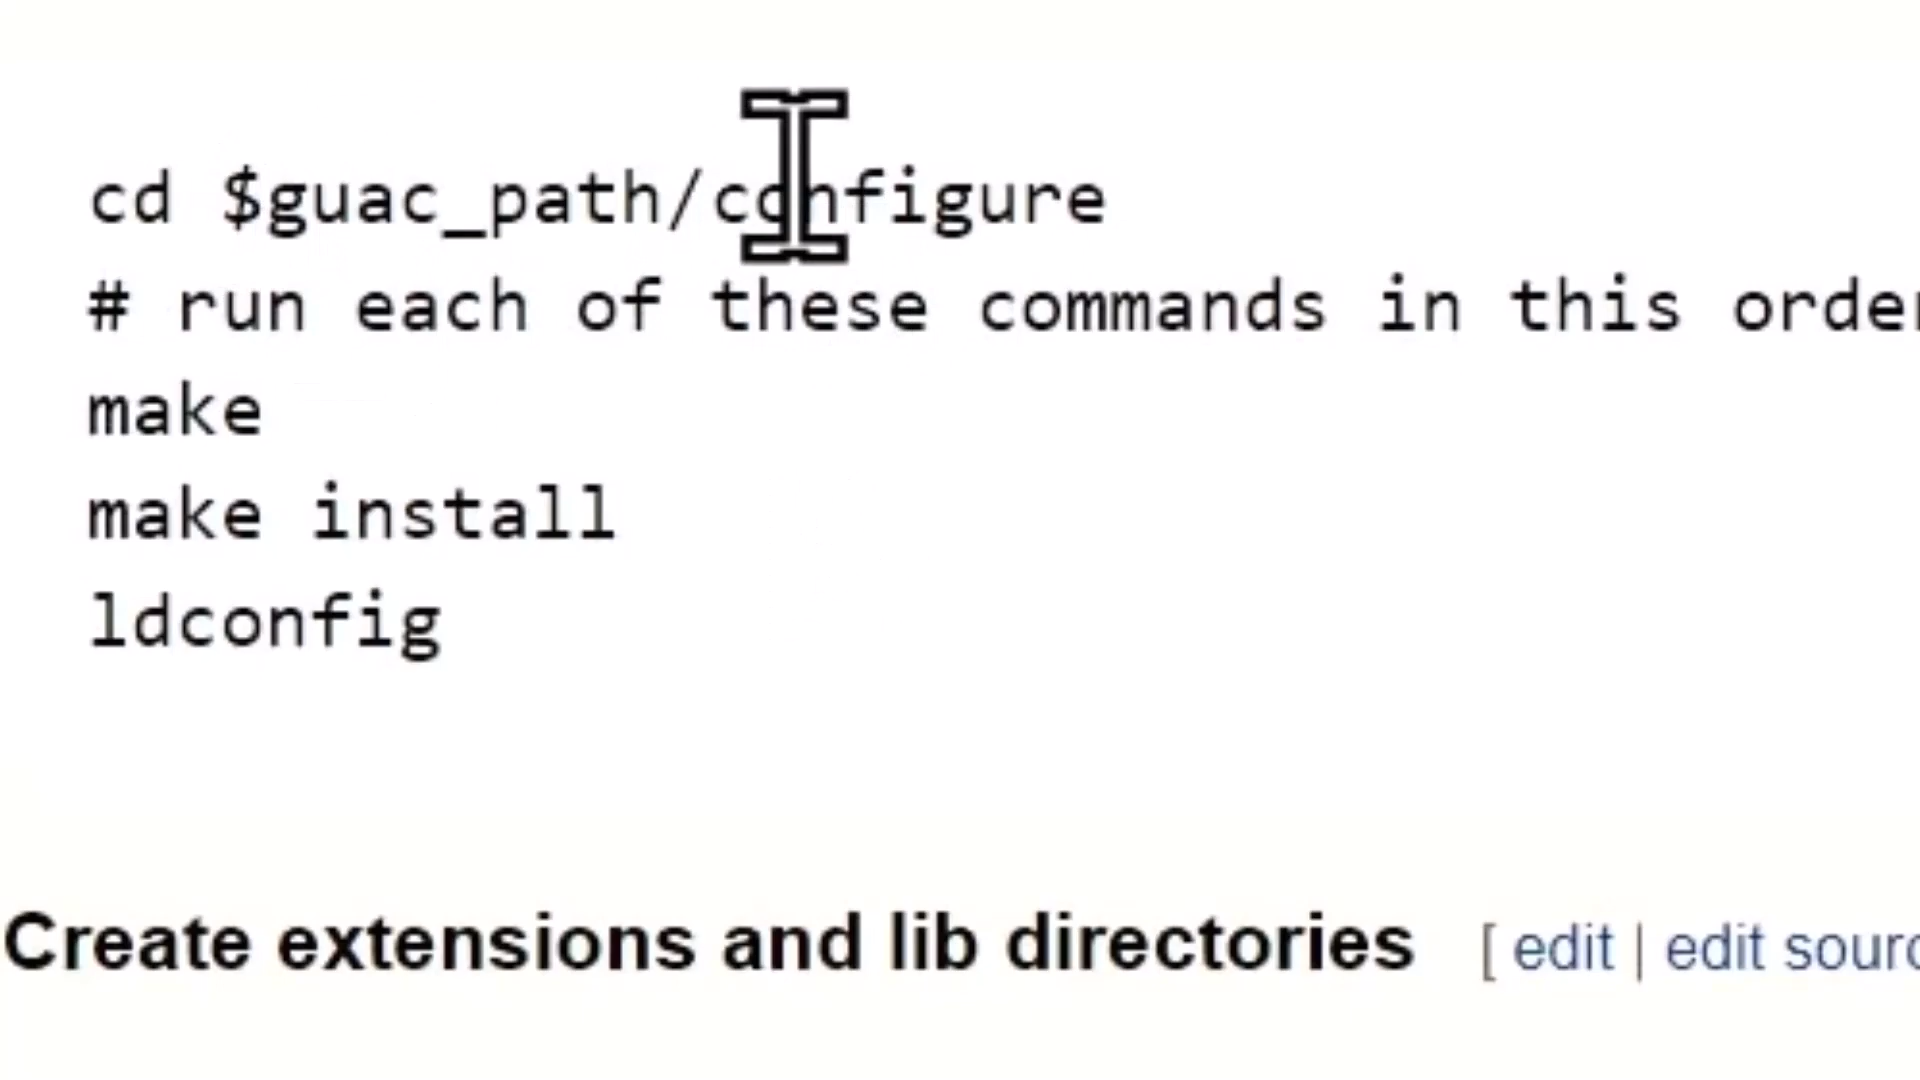 cd $guac_path/configure
# run each of these commands in this order
make
make install
ldconfig
Create extensions and lib directories [ edit | edit sourc